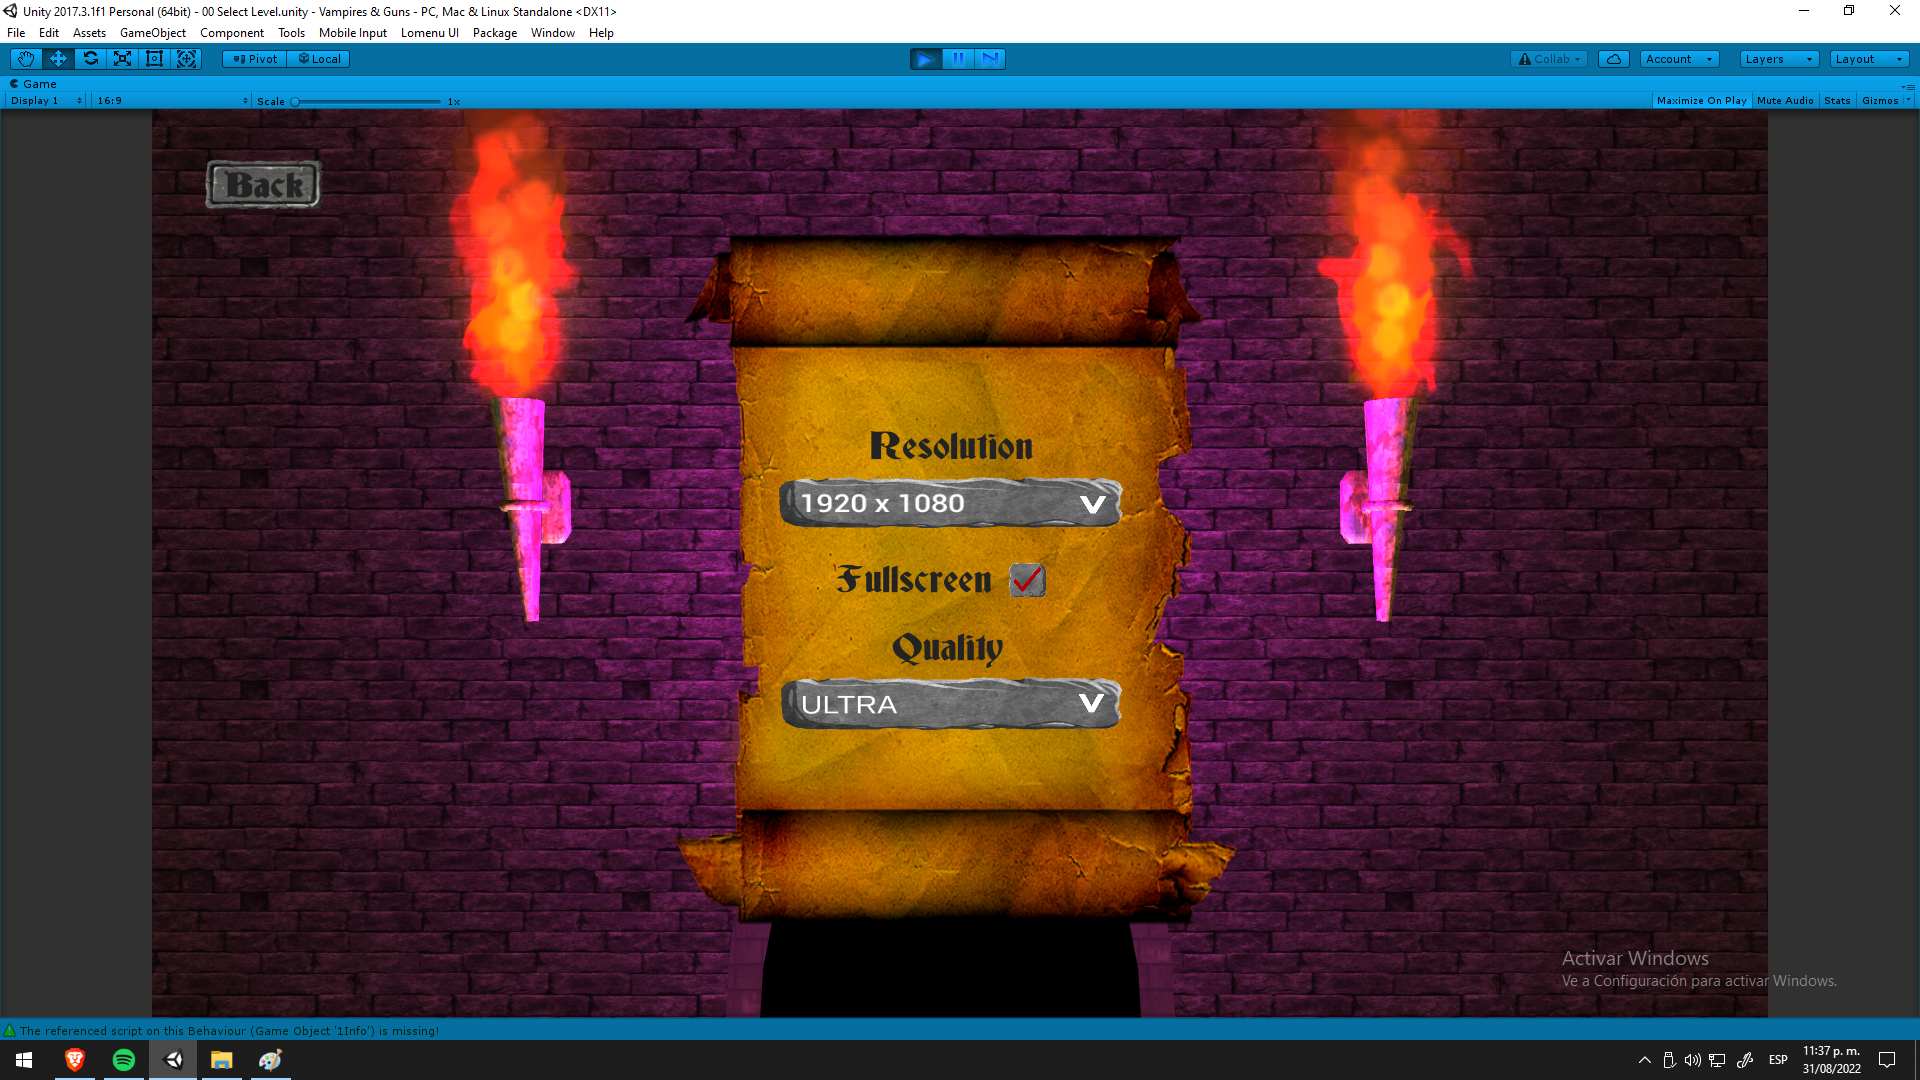 Unity 2017.3.1f1 Personal (64bit) - 00 Select Level.unity - Vampires & Guns - PC, Mac & Linux Standalone <DX11>
File Edit Assets GameObject Component Tools Mobile Input Lomenu UI Package Window Help
Pivot Local Collab Account Layers Layout
Game
Display 1 16:9 Scale 1x Maximize On Play Mute Audio Stats Gizmos
Back
Resolution
1920 x 1080
Fullscreen
Quality
ULTRA
Activar Windows
Ve a Configuración para activar Windows.
The referenced script on this Behaviour (Game Object '1Info') is missing!
ESP
11:37 p. m.
31/08/2022